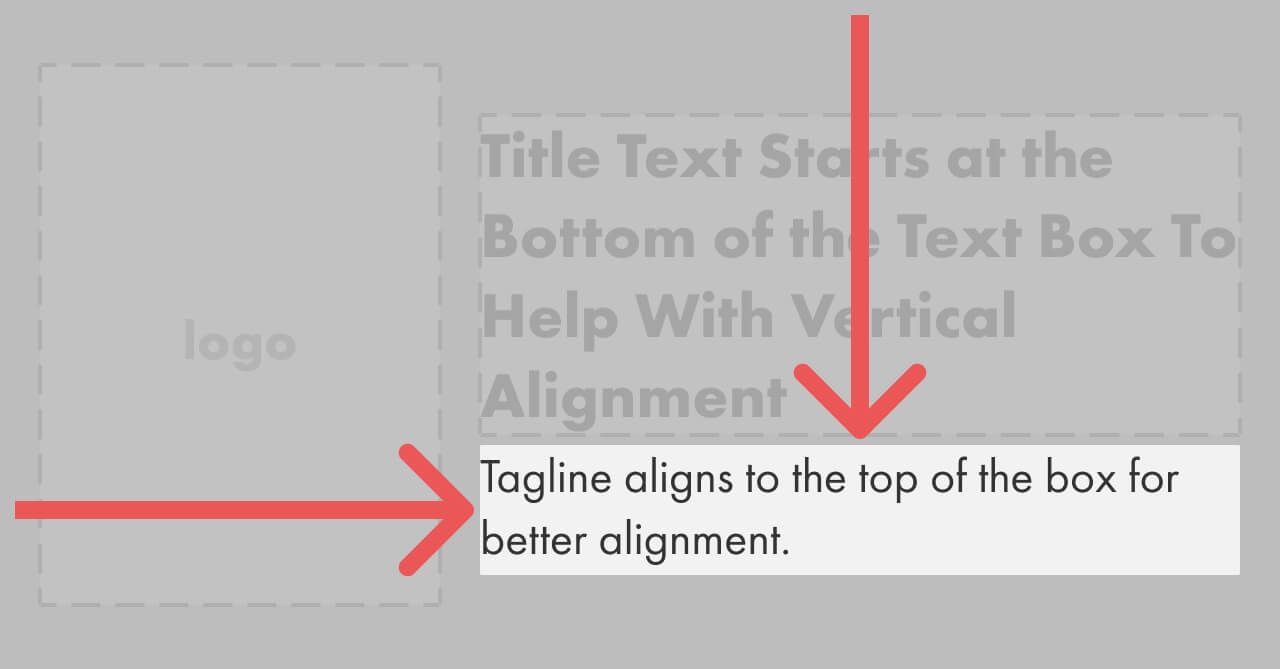 logo
Title Text Starts at the
Bottom of the Text Box To
Help With Vertical
Alignment
Tagline aligns to the top of the box for
better alignment.